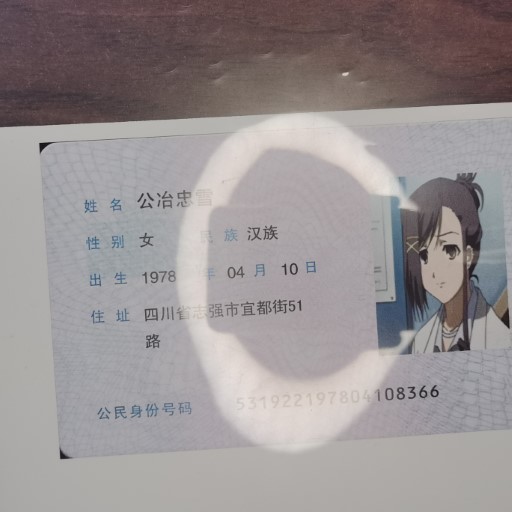 姓名 公冶忠雪
性别 女 民族 汉族
出生 1978 年 04 月 10 日
住址 四川省志强市宜都街51
路
公民身份号码 531922197804108366